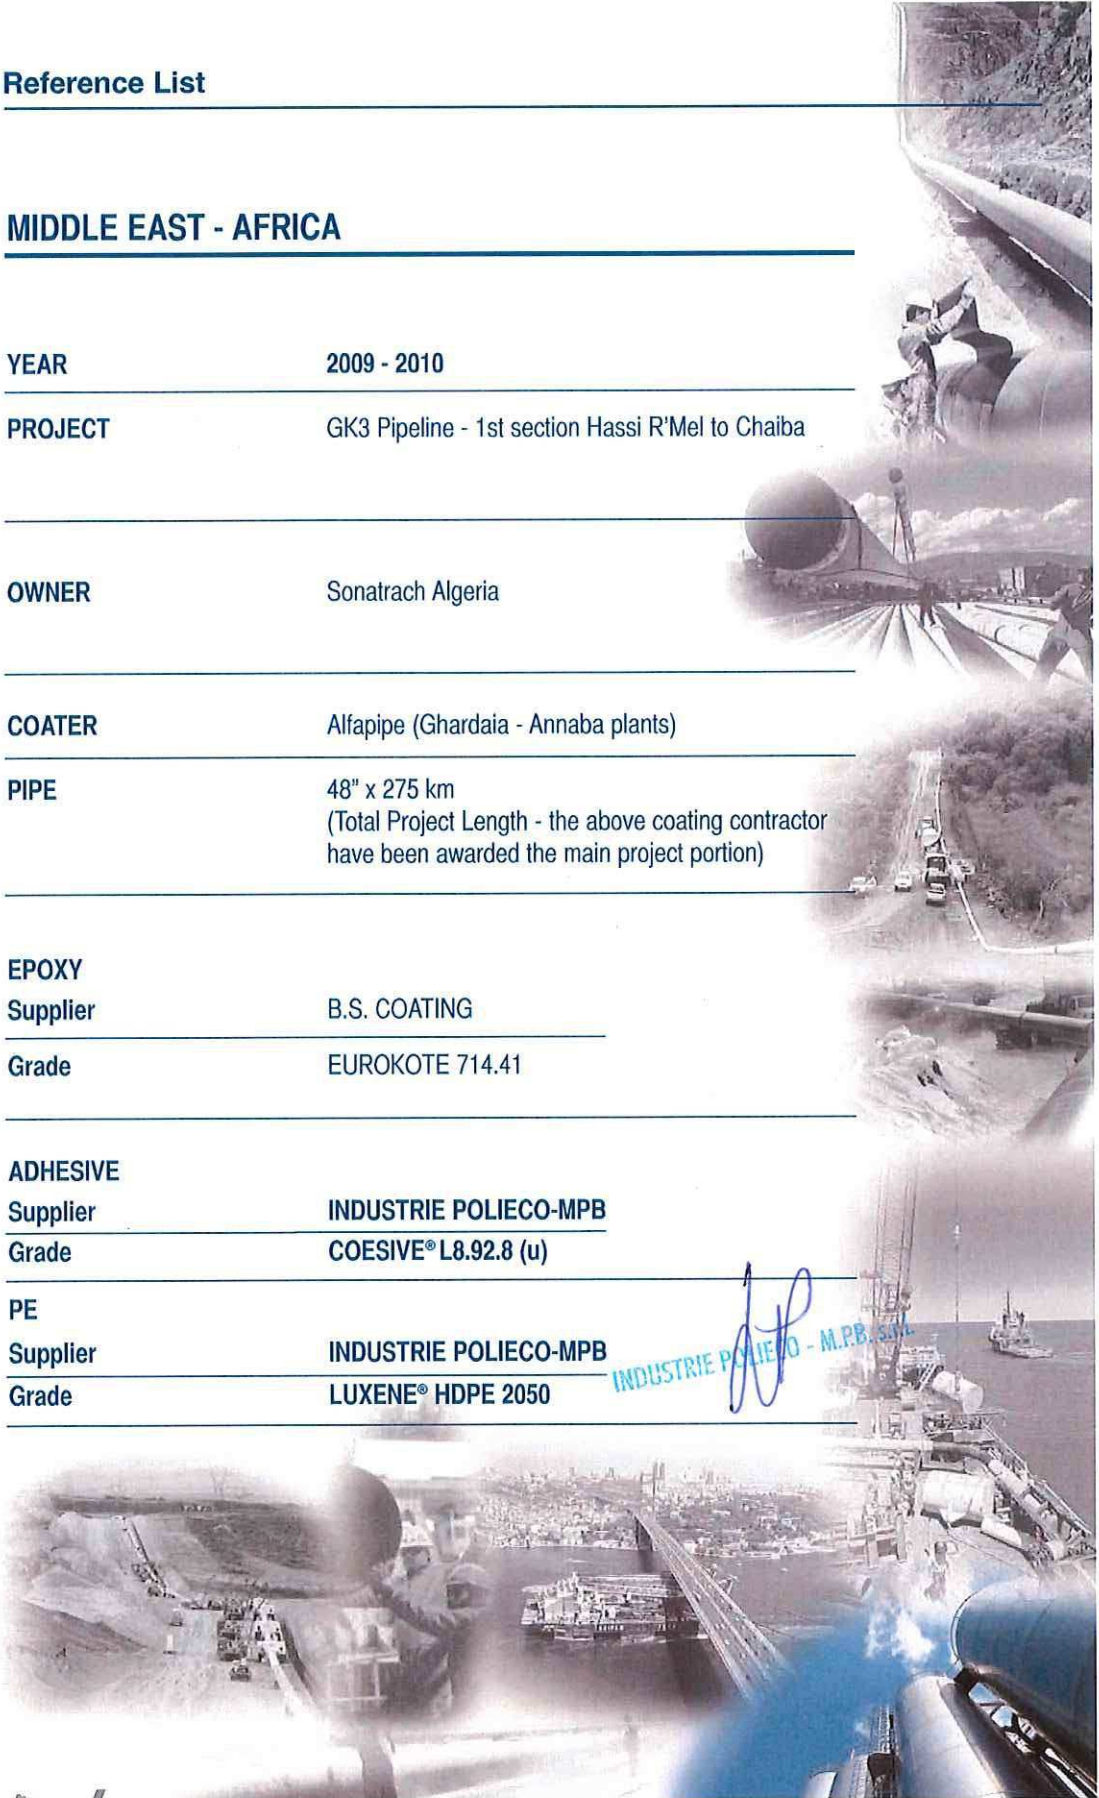 Reference List
MIDDLE EAST - AFRICA
YEAR 2009 - 2010
PROJECT GK3 Pipeline - 1st section Hassi R'Mel to Chaiba
OWNER Sonatrach Algeria
COATER Alfapipe (Ghardaia - Annaba plants)
PIPE 48" x 275 km
(Total Project Length - the above coating contractor
have been awarded the main project portion)
EPOXY
Supplier B.S. COATING
Grade EUROKOTE 714.41
ADHESIVE
Supplier INDUSTRIE POLIECO-MPB
Grade COESIVE® L8.92.8 (u)
PE
Supplier INDUSTRIE POLIECO-MPB
Grade LUXENE® HDPE 2050
INDUSTRIE POLIECO - M.P.B. s.r.l.